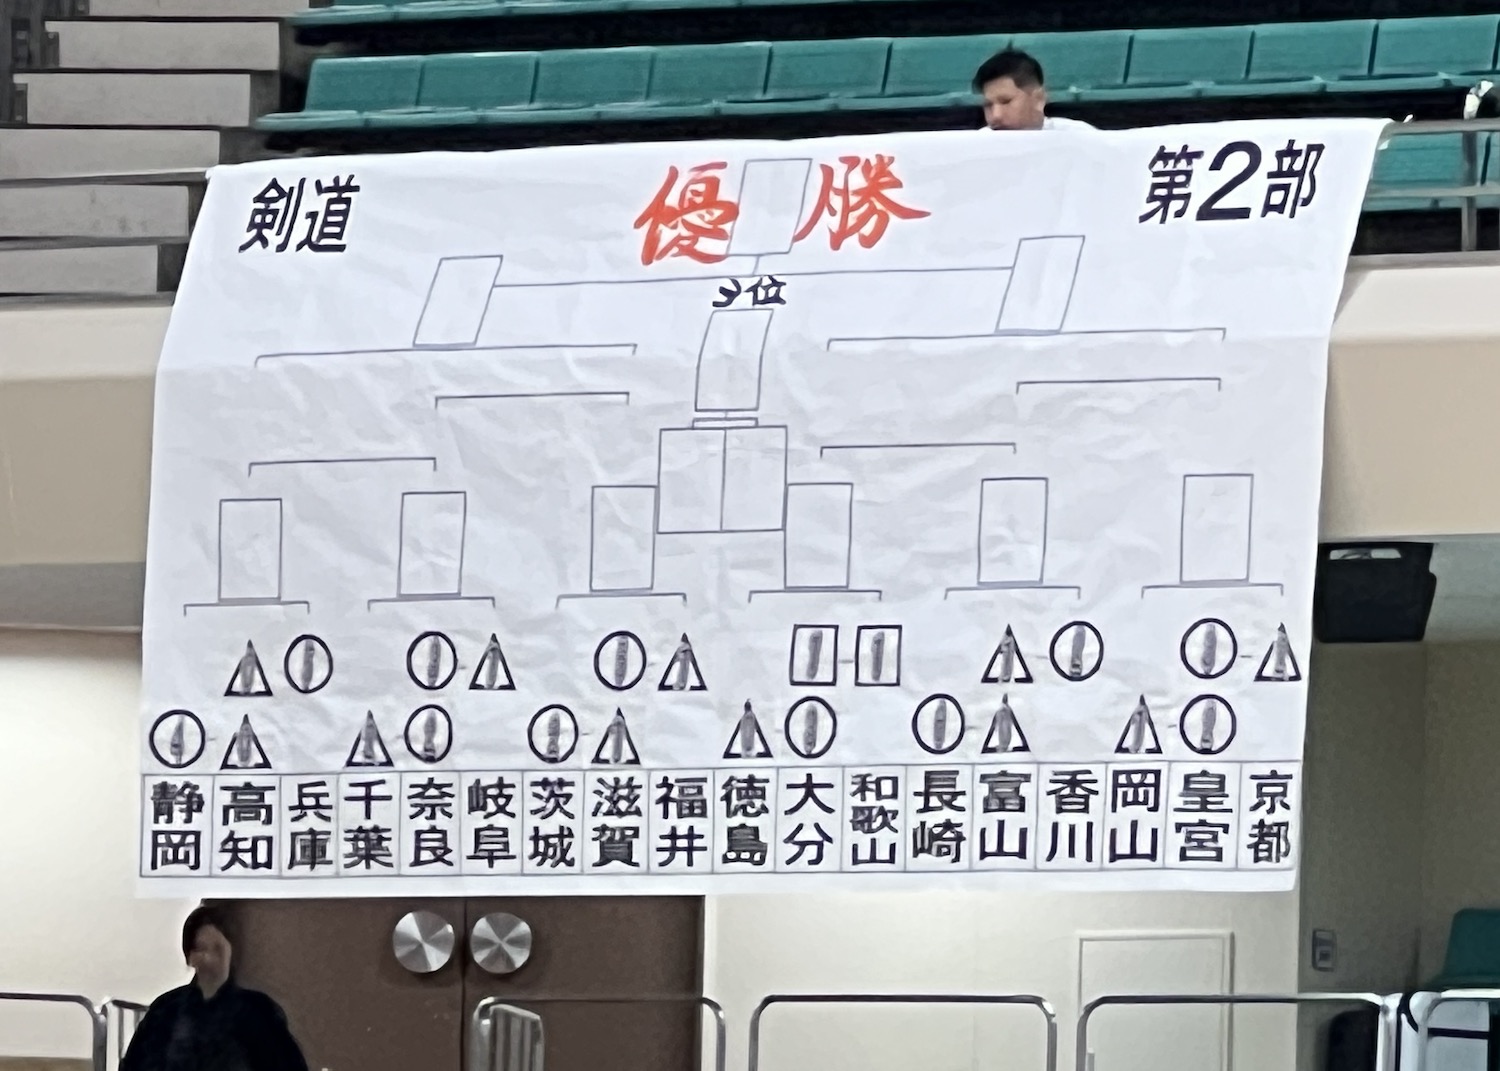 剣道
優勝
第2部
3位
静岡
高知
兵庫
千葉
奈良
岐阜
茨城
滋賀
福井
徳島
大分
和歌山
長崎
富山
香川
岡山
皇宮
京都